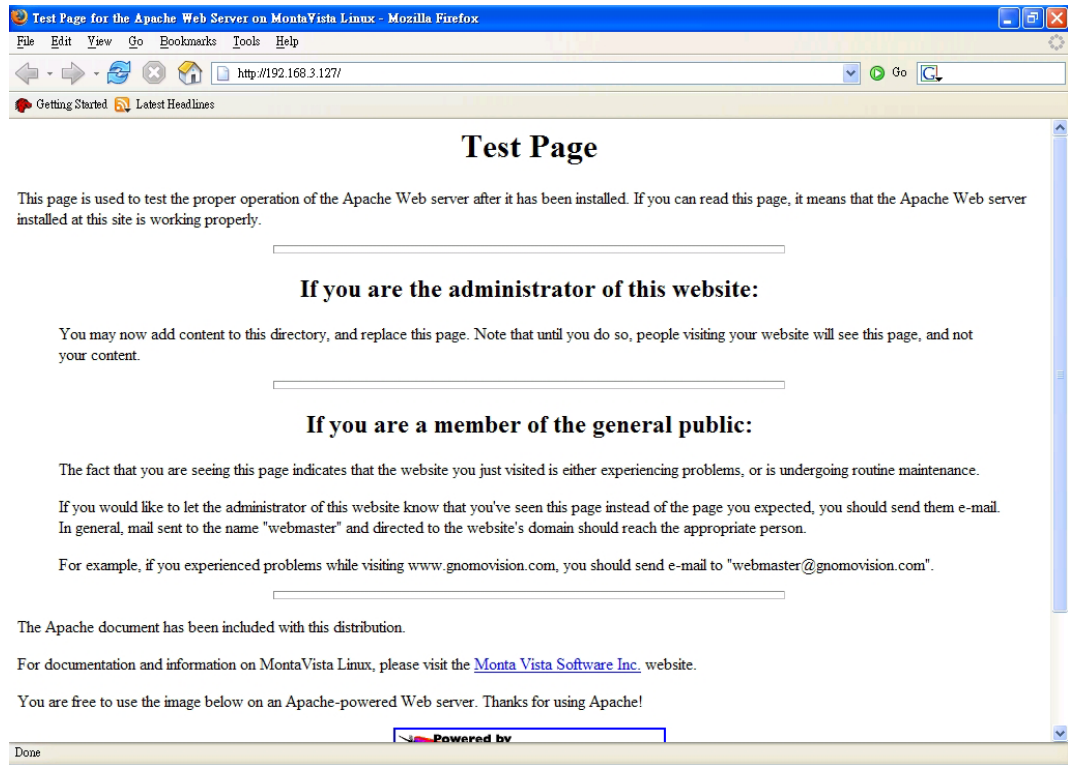 Test Page for the Apache Web Server on MontaVista Linux - Mozilla Firefox
File Edit View Go Bookmarks Tools Help
http://192.168.3.127/ Go G
Getting Started Latest Headlines
Test Page
This page is used to test the proper operation of the Apache Web server after it has been installed. If you can read this page, it means that the Apache Web server
installed at this site is working properly.
If you are the administrator of this website:
You may now add content to this directory, and replace this page. Note that until you do so, people visiting your website will see this page, and not
your content.
If you are a member of the general public:
The fact that you are seeing this page indicates that the website you just visited is either experiencing problems, or is undergoing routine maintenance.
If you would like to let the administrator of this website know that you've seen this page instead of the page you expected, you should send them e-mail.
In general, mail sent to the name "webmaster" and directed to the website's domain should reach the appropriate person.
For example, if you experienced problems while visiting www.gnomovision.com, you should send e-mail to "webmaster@gnomovision.com".
The Apache document has been included with this distribution.
For documentation and information on MontaVista Linux, please visit the Monta Vista Software Inc. website.
You are free to use the image below on an Apache-powered Web server. Thanks for using Apache!
Powered by
Done